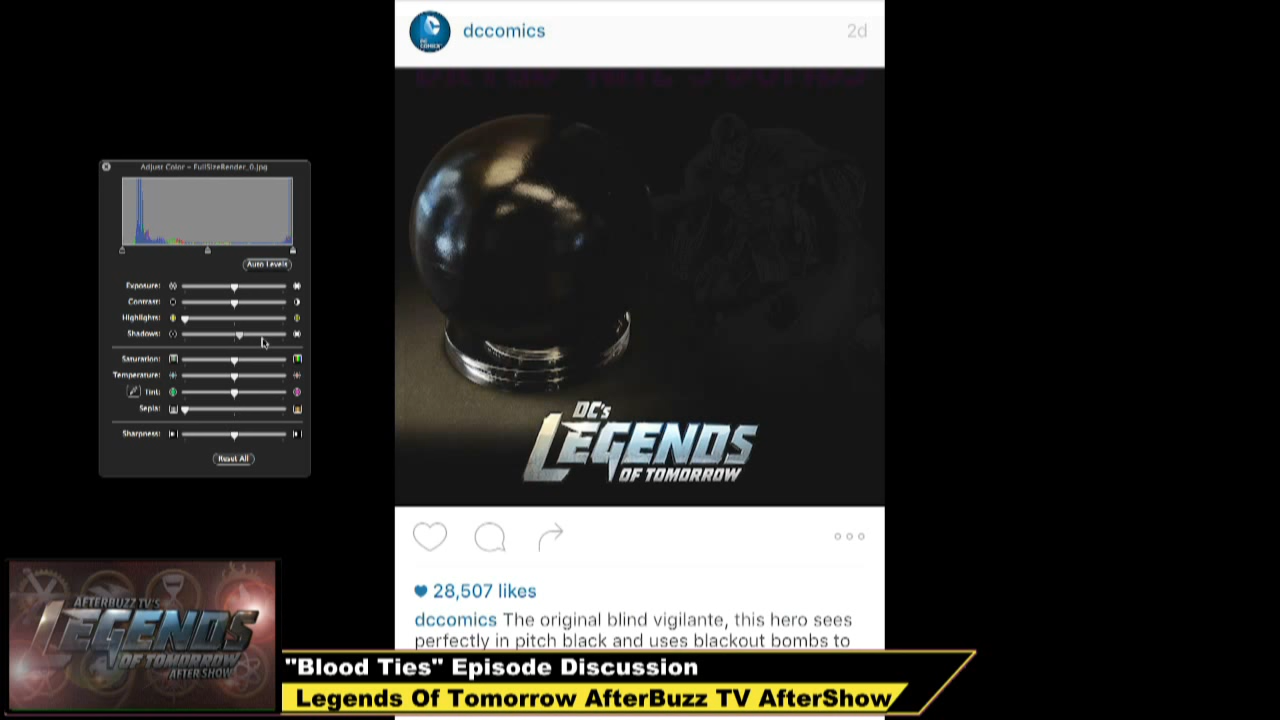 dccomics
2d
Adjust Color - FullSizeRender_0.jpg
Auto Levels
Exposure:
Contrast:
Highlights:
Shadows:
Saturation:
Temperature:
Tint:
Sepia:
Sharpness:
Reset All
DC's
LEGENDS
OF TOMORROW
28,507 likes
dccomics The original blind vigilante, this hero sees
perfectly in pitch black and uses blackout bombs to
AFTERBUZZ TV'S
LEGENDS
OF TOMORROW
AFTER SHOW
"Blood Ties" Episode Discussion
Legends Of Tomorrow AfterBuzz TV AfterShow